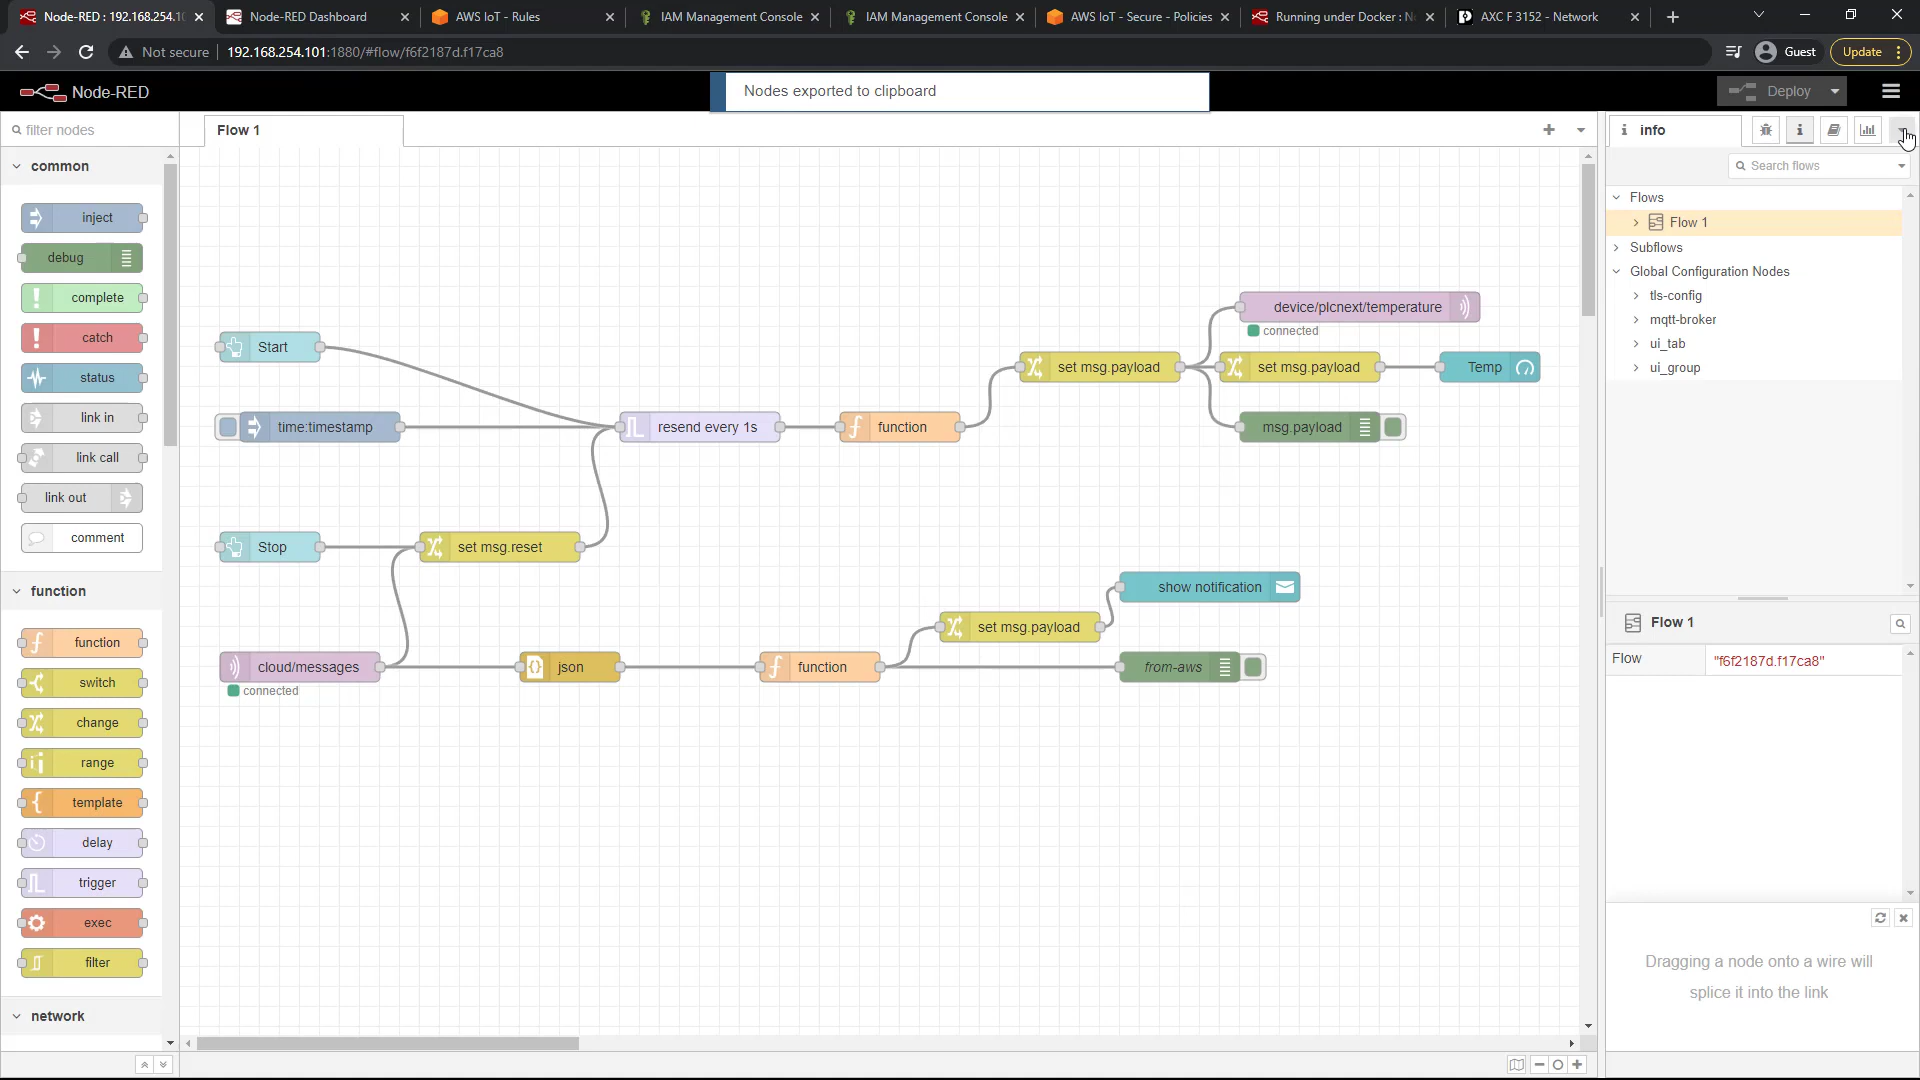 Node-RED : 192.168.254.10
Node-RED Dashboard
AWS IoT - Rules
IAM Management Console
IAM Management Console
AWS IoT - Secure - Policies
Running under Docker : N
AXC F 3152 - Network
Not secure
192.168.254.101:1880/#flow/f6f2187d.f17ca8
Guest
Update
Node-RED
Nodes exported to clipboard
Deploy
filter nodes
Flow 1
i info
i
Search flows
common
inject
debug
complete
catch
status
link in
link call
link out
comment
function
function
switch
change
range
template
delay
trigger
exec
filter
network
device/plcnext/temperature
connected
Start
set msg.payload
set msg.payload
Temp
time:timestamp
resend every 1s
function
msg.payload
Stop
set msg.reset
show notification
set msg.payload
cloud/messages
connected
json
function
from-aws
Flows
Flow 1
Subflows
Global Configuration Nodes
tls-config
mqtt-broker
ui_tab
ui_group
Flow 1
Flow
"f6f2187d.f17ca8"
Dragging a node onto a wire will
splice it into the link